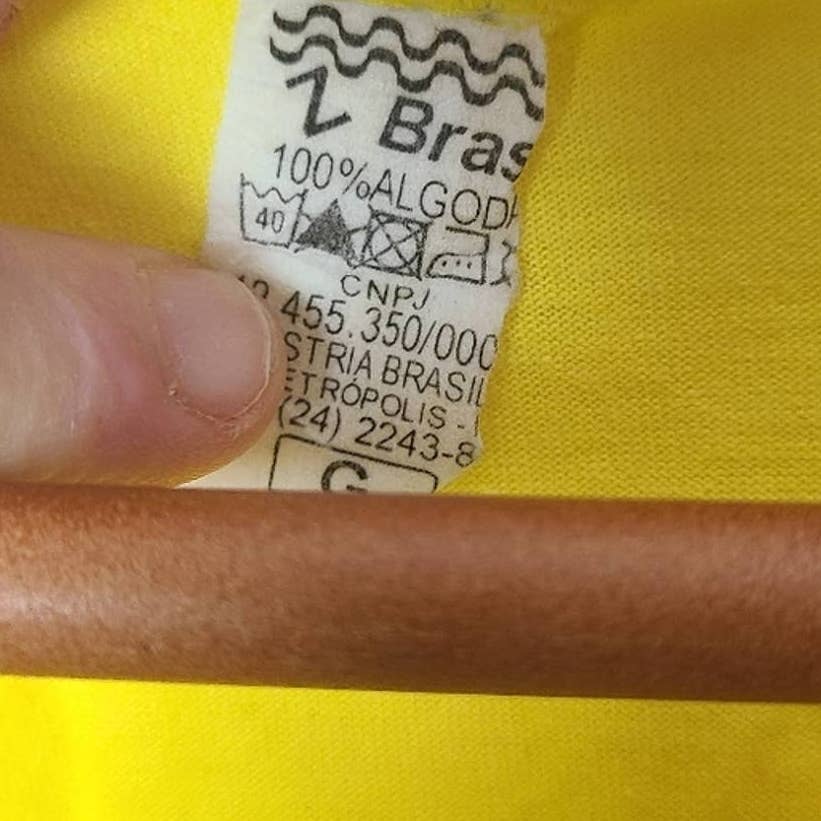 Z Bras
100%ALGOD
40
CNPJ
.455.350/000
STRIA BRASIL
ETRÓPOLIS -
(24) 2243-8
G